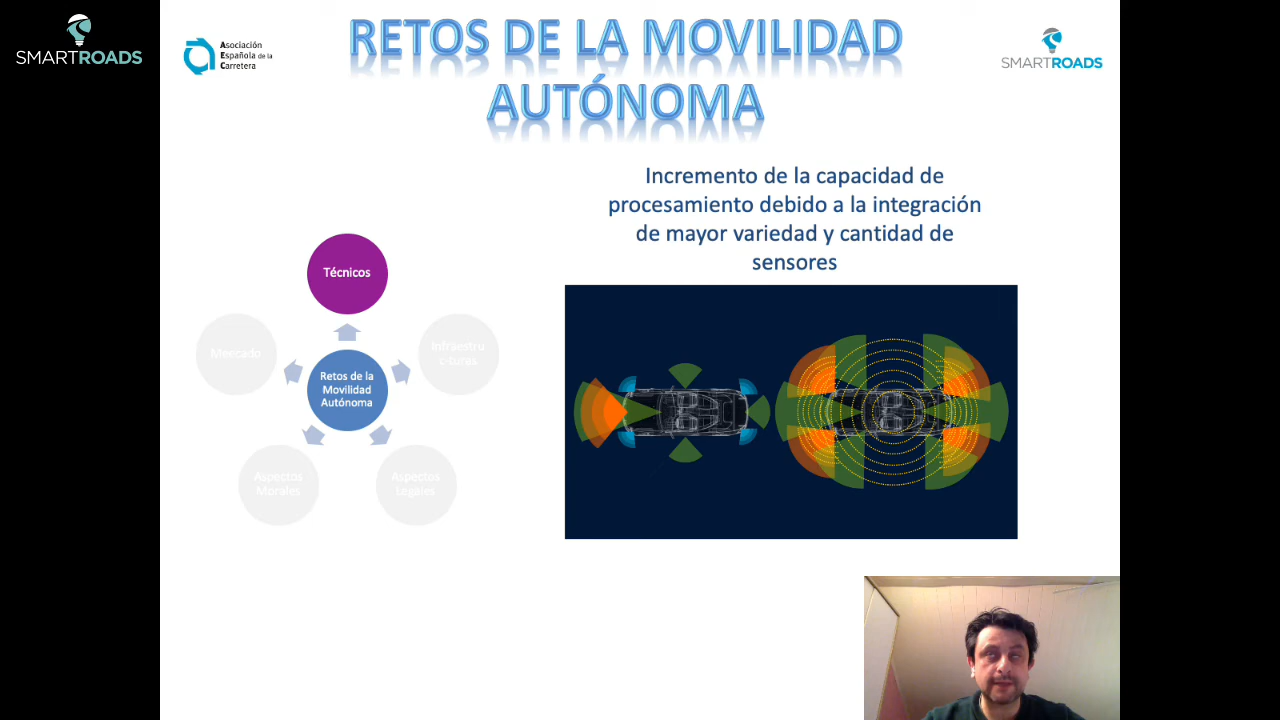 SMARTROADS
Asociación
Española de la
Carretera
RETOS DE LA MOVILIDAD
AUTÓNOMA
SMARTROADS
Incremento de la capacidad de
procesamiento debido a la integración
de mayor variedad y cantidad de
sensores
Técnicos
Mercado
Infraestru
c-turas
Retos de la
Movilidad
Autónoma
Aspectos
Morales
Aspectos
Legales